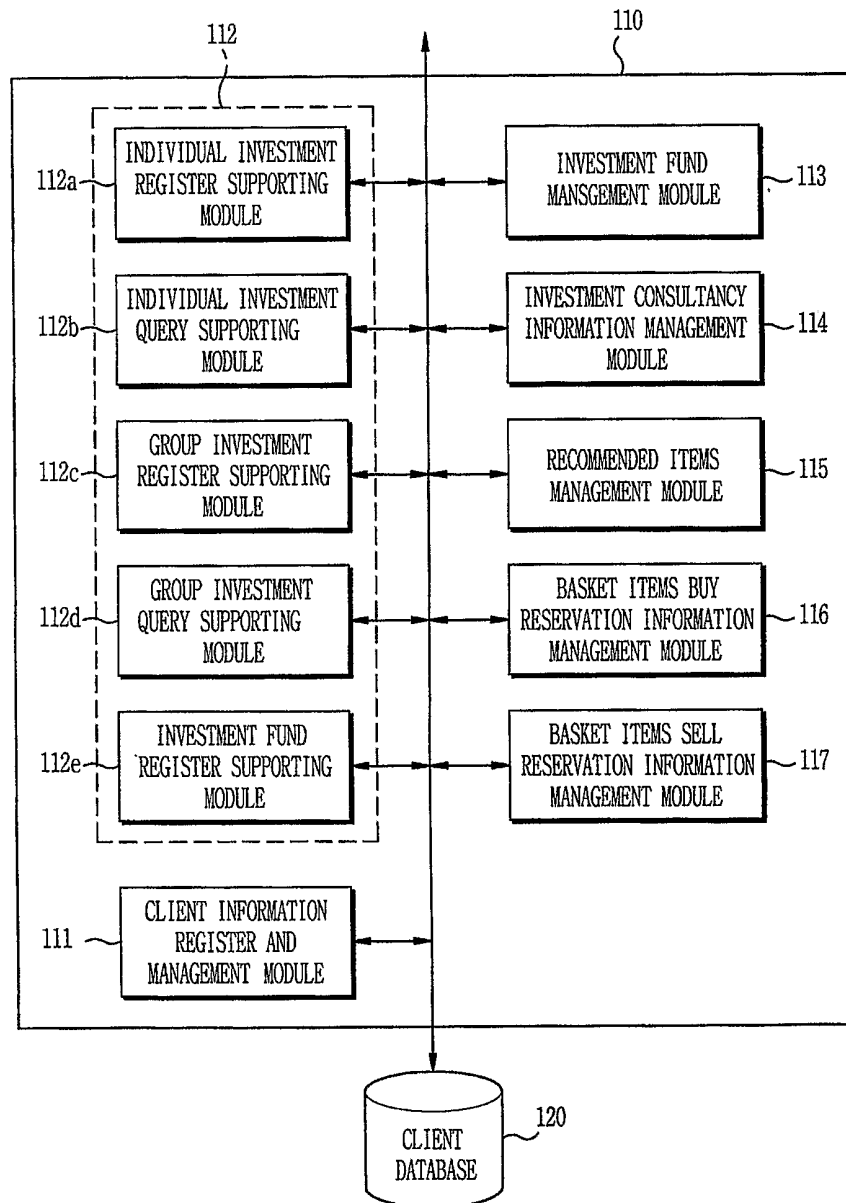 112
110
INDIVIDUAL INVESTMENT
REGISTER SUPPORTING
MODULE
112a
INVESTMENT FUND
MANSGEMENT MODULE
113
INDIVIDUAL INVESTMENT
QUERY SUPPORTING
MODULE
112b
INVESTMENT CONSULTANCY
INFORMATION MANAGEMENT
MODULE
114
GROUP INVESTMENT
REGISTER SUPPORTING
MODULE
112c
RECOMMENDED ITEMS
MANAGEMENT MODULE
115
GROUP INVESTMENT
QUERY SUPPORTING
MODULE
112d
BASKET ITEMS BUY
RESERVATION INFORMATION
MANAGEMENT MODULE
116
INVESTMENT FUND
REGISTER SUPPORTING
MODULE
112e
BASKET ITEMS SELL
RESERVATION INFORMATION
MANAGEMENT MODULE
117
CLIENT INFORMATION
REGISTER AND
MANAGEMENT MODULE
111
CLIENT
DATABASE
120